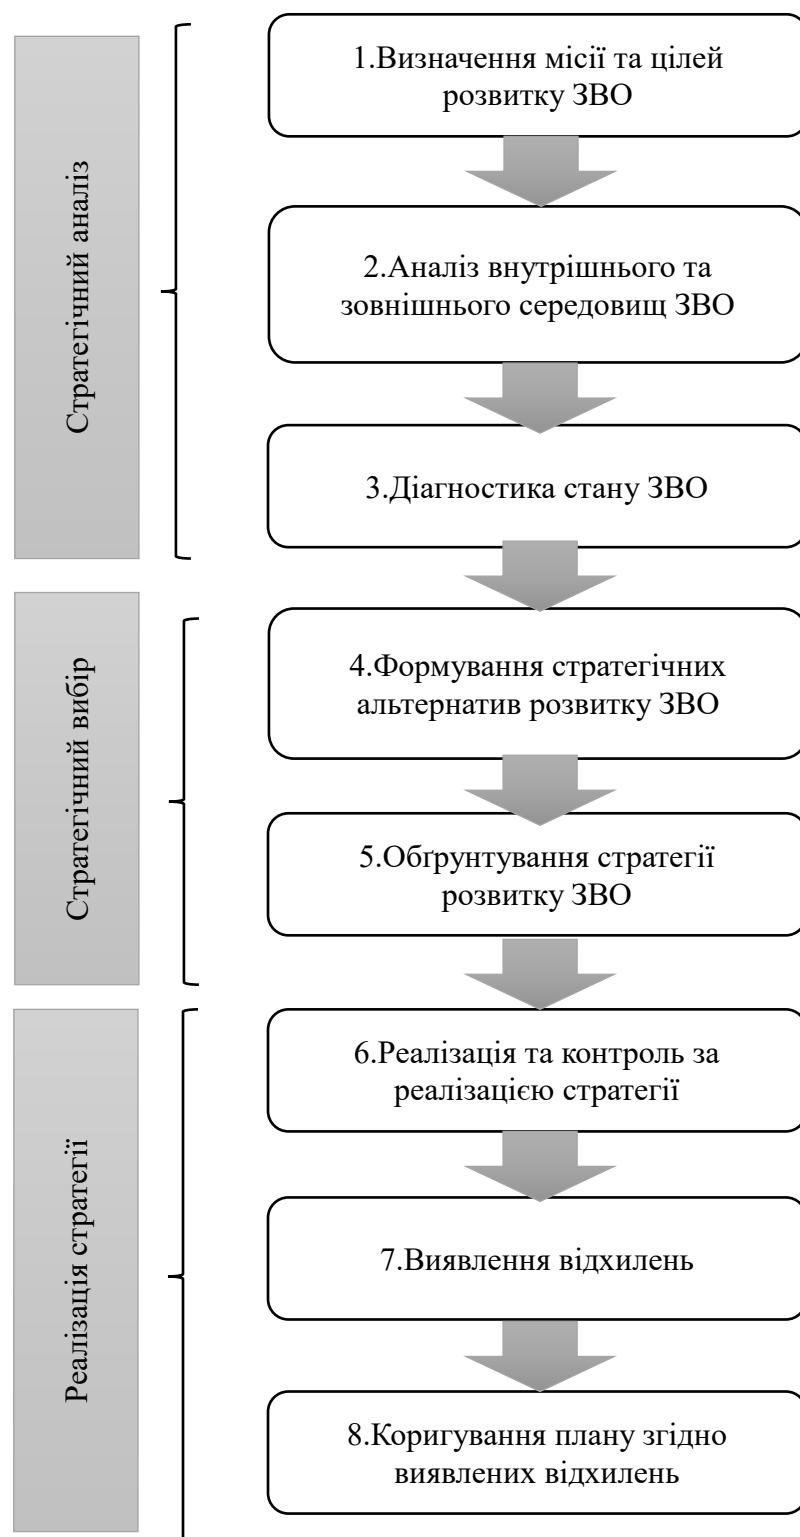 Стратегічний аналіз
1.Визначення місії та цілей
розвитку ЗВО
2.Аналіз внутрішнього та
зовнішнього середовищ ЗВО
3.Діагностика стану ЗВО
Стратегічний вибір
4.Формування стратегічних
альтернатив розвитку ЗВО
5.Обґрунтування стратегії
розвитку ЗВО
Реалізація стратегії
6.Реалізація та контроль за
реалізацією стратегії
7.Виявлення відхилень
8.Коригування плану згідно
виявлених відхилень